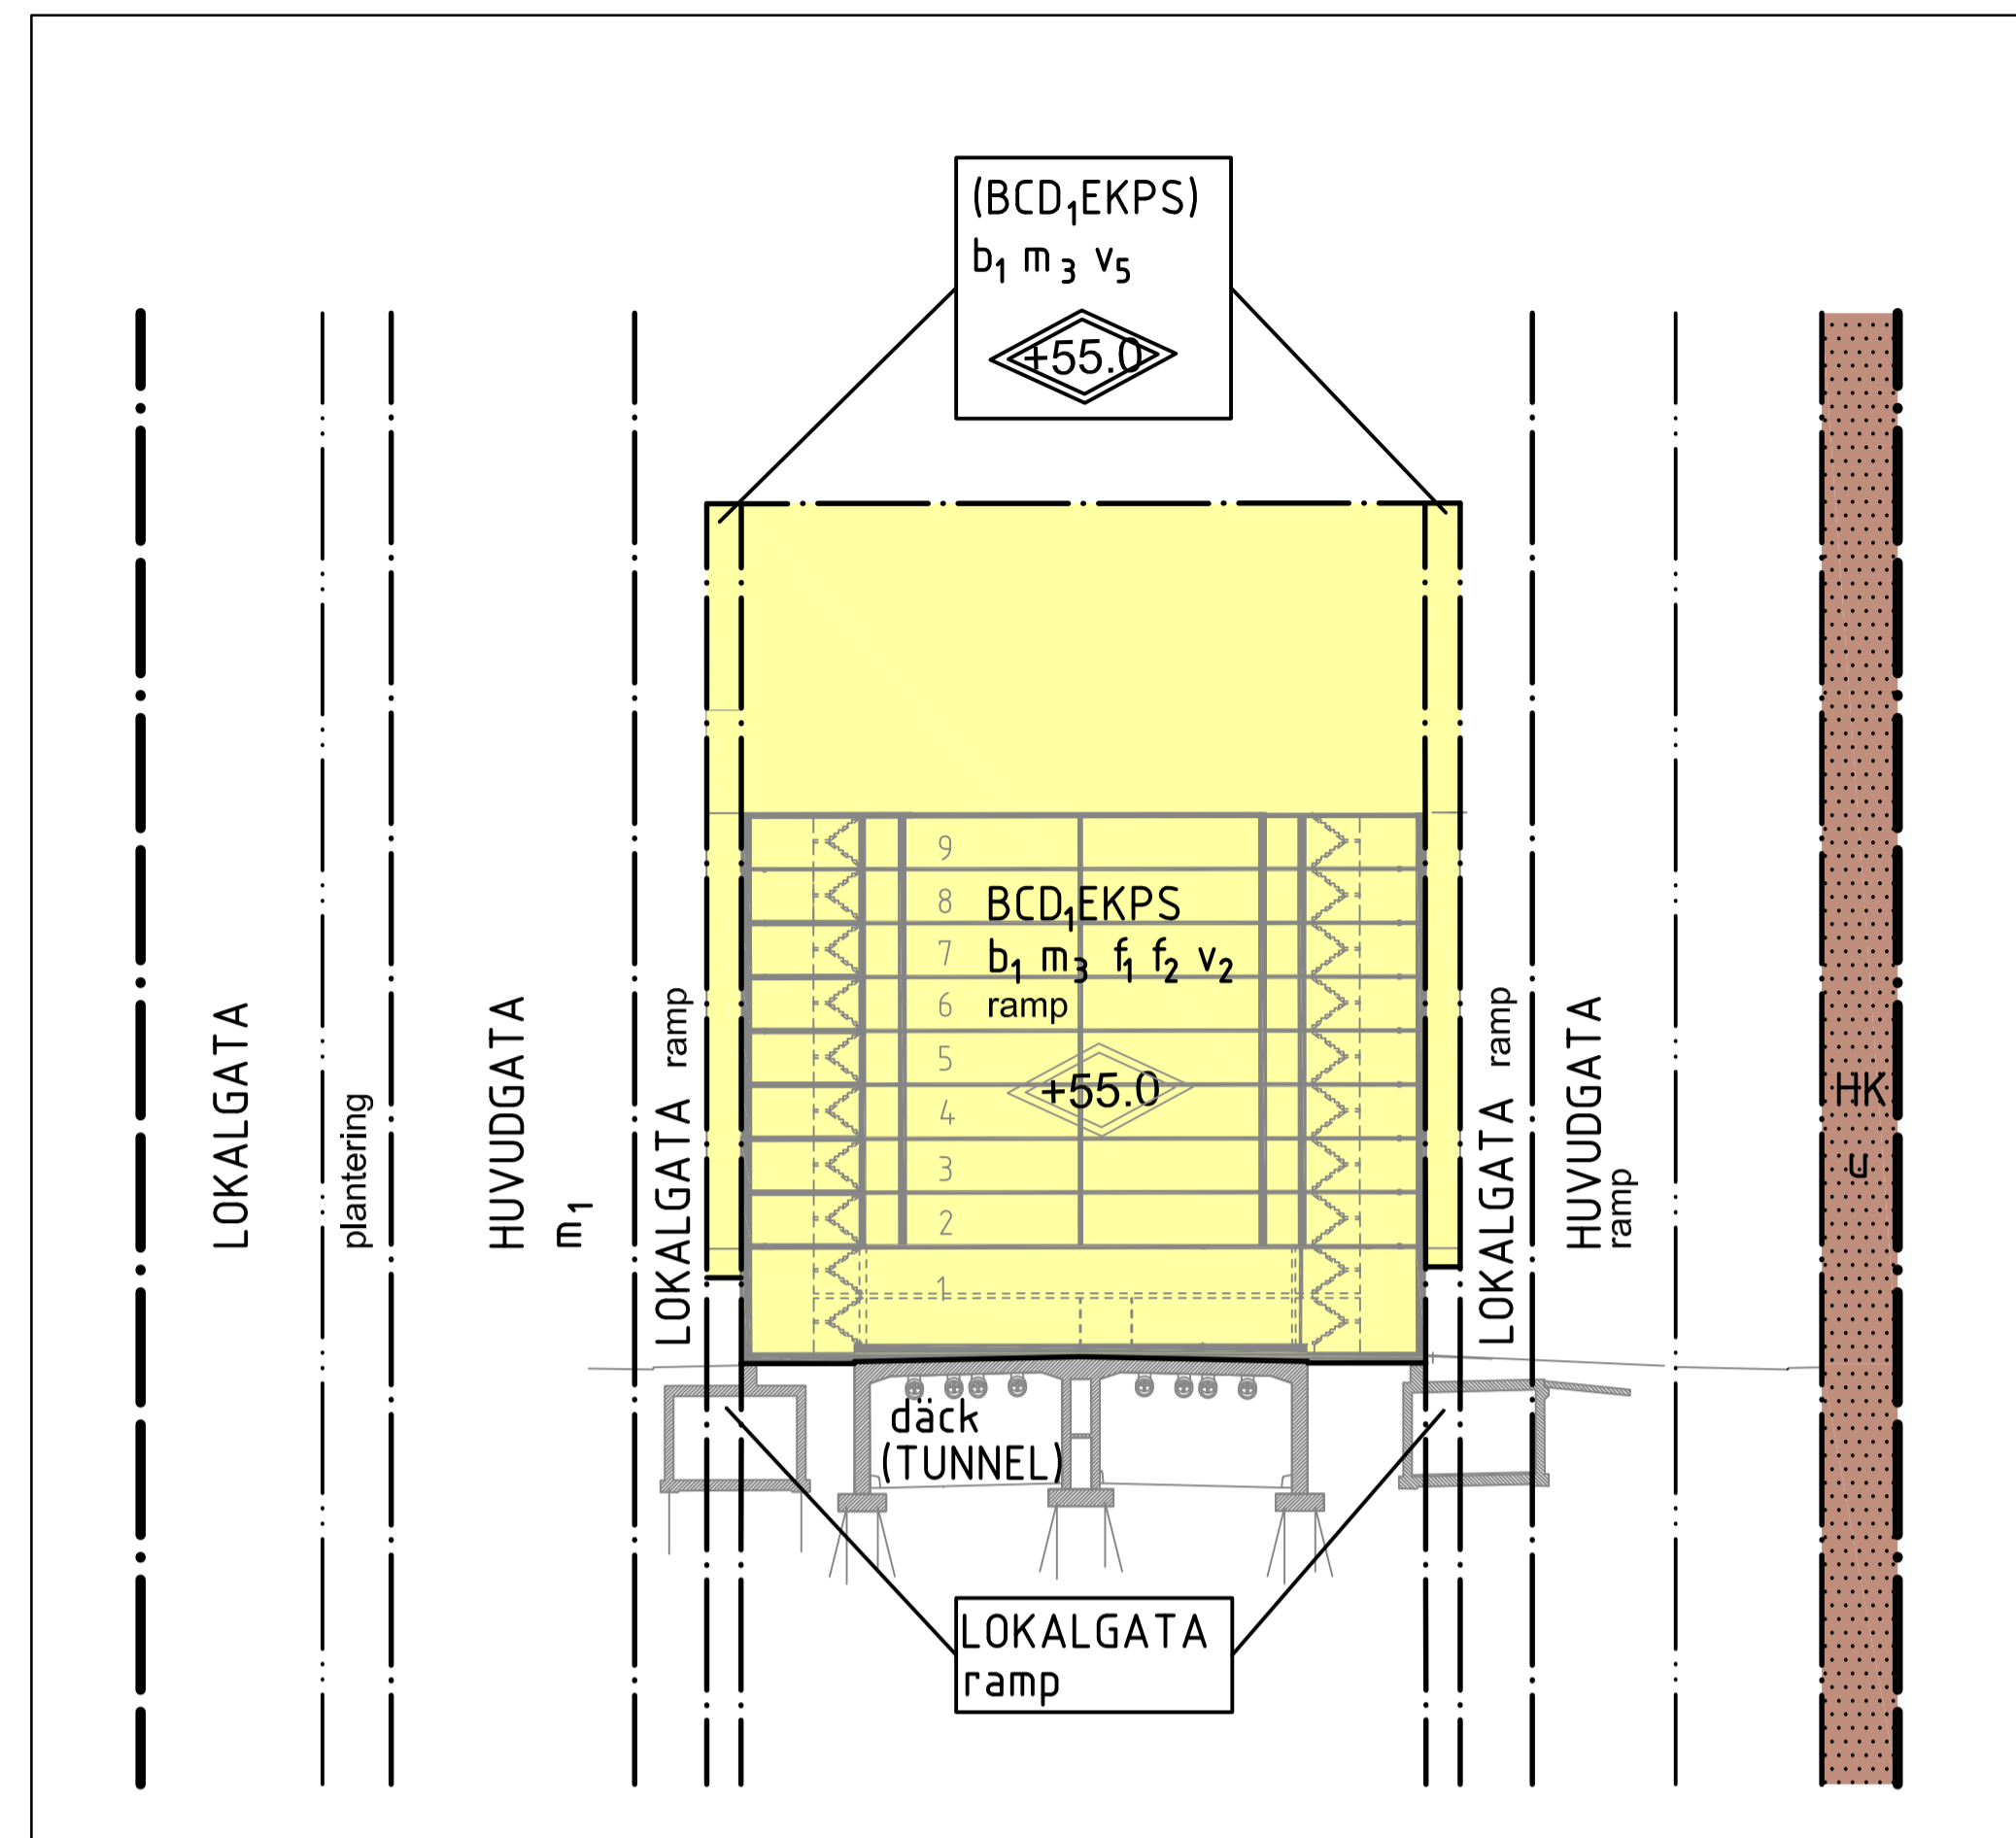 (BCD₁EKPS)
b₁ m₃ v₅
+55.0
9
8
7
6
5
4
3
2
1
BCD₁EKPS
b₁ m₃ f₁ f₂ v₂
ramp
+55.0
LOKALGATA
plantering
HUVUDGATA
m₁
LOKALGATA ramp
LOKALGATA ramp
HUVUDGATA
ramp
HK
u
däck
(TUNNEL)
LOKALGATA
ramp